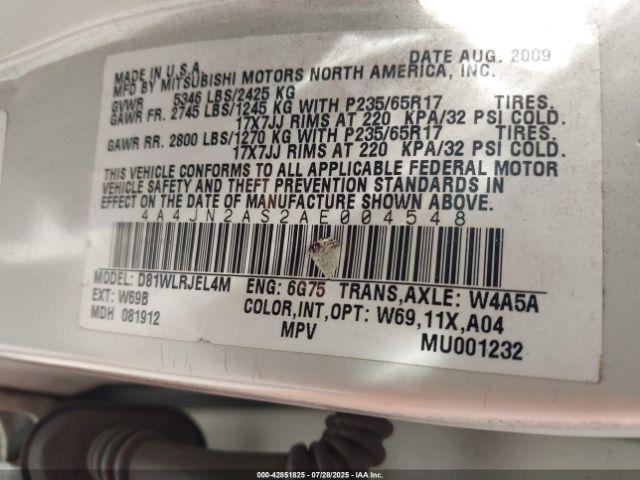 MADE IN U.S.A. DATE AUG. 2009
MFD BY MITSUBISHI MOTORS NORTH AMERICA, INC.
GVWR 5346 LBS/2425 KG
GAWR FR. 2745 LBS/1245 KG WITH P235/65R17 TIRES.
17X7JJ RIMS AT 220 KPA/32 PSI COLD.
GAWR RR. 2800 LBS/1270 KG WITH P235/65R17 TIRES.
17X7JJ RIMS AT 220 KPA/32 PSI COLD.
THIS VEHICLE CONFORMS TO ALL APPLICABLE FEDERAL MOTOR
VEHICLE SAFETY AND THEFT PREVENTION STANDARDS IN
EFFECT ON THE DATE OF MANUFACTURE SHOWN ABOVE.
4A4JN2AS2AE004548
MODEL: D81WLRJEL4M ENG: 6G75 TRANS,AXLE: W4A5A
EXT: W69B COLOR,INT,OPT: W69,11X,A04
MDH 081912 MPV MU001232
000-42851825 | 07/28/2025 | IAA Inc.